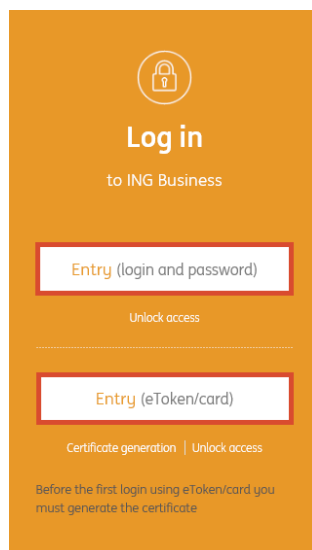 Log in
to ING Business
Entry (login and password)
Unlock access
Entry (eToken/card)
Certificate generation | Unlock access
Before the first login using eToken/card you
must generate the certificate